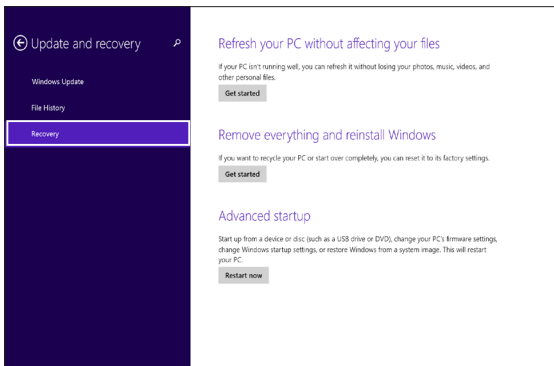 Update and recovery
Windows Update
File History
Recovery
Refresh your PC without affecting your files
If your PC isn't running well, you can refresh it without losing your photos, music, videos, and
other personal files.
Get started
Remove everything and reinstall Windows
If you want to recycle your PC or start over completely, you can reset it to its factory settings.
Get started
Advanced startup
Start up from a device or disc (such as a USB drive or DVD), change your PC's firmware settings,
change Windows startup settings, or restore Windows from a system image. This will restart
your PC.
Restart now